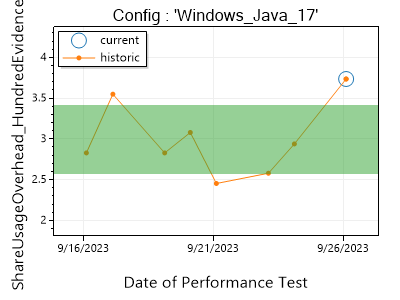 Config : 'Windows_Java_17'
current
historic
ShareUsageOverhead_HundredEvidence
4
3.5
3
2.5
2
9/16/2023 9/21/2023 9/26/2023
Date of Performance Test